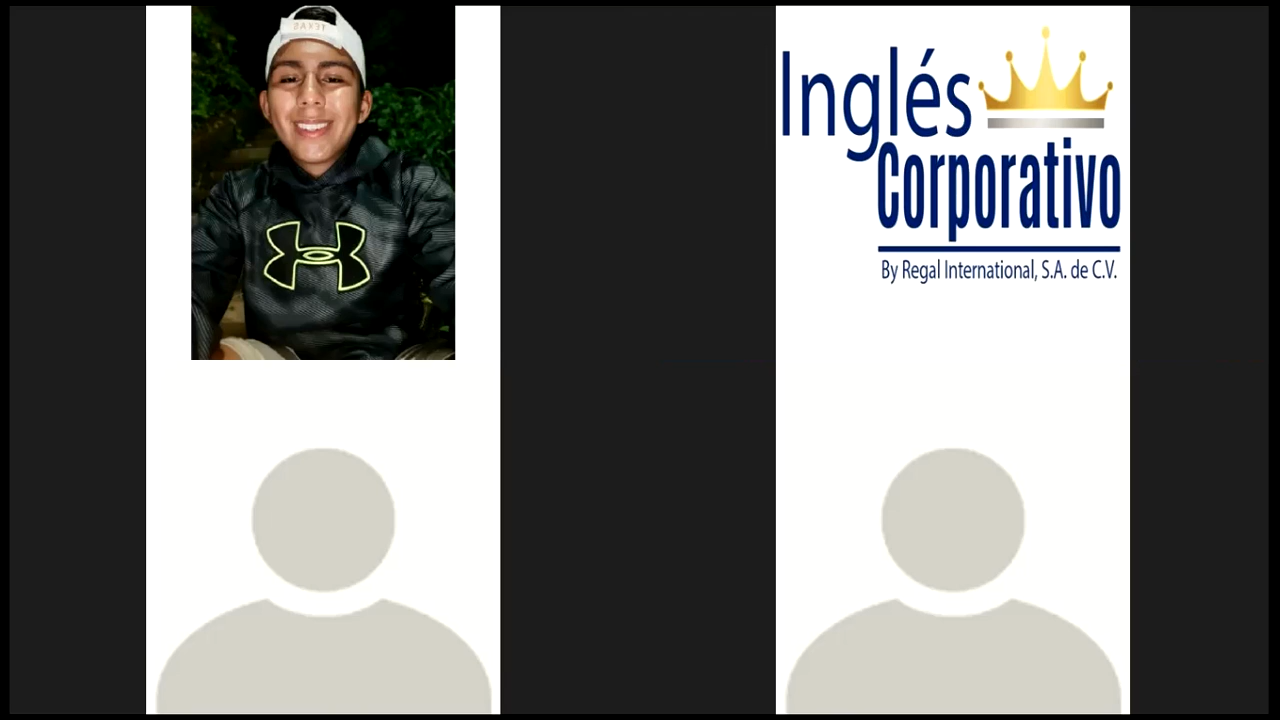 Inglés
Corporativo
By Regal International, S.A. de C.V.